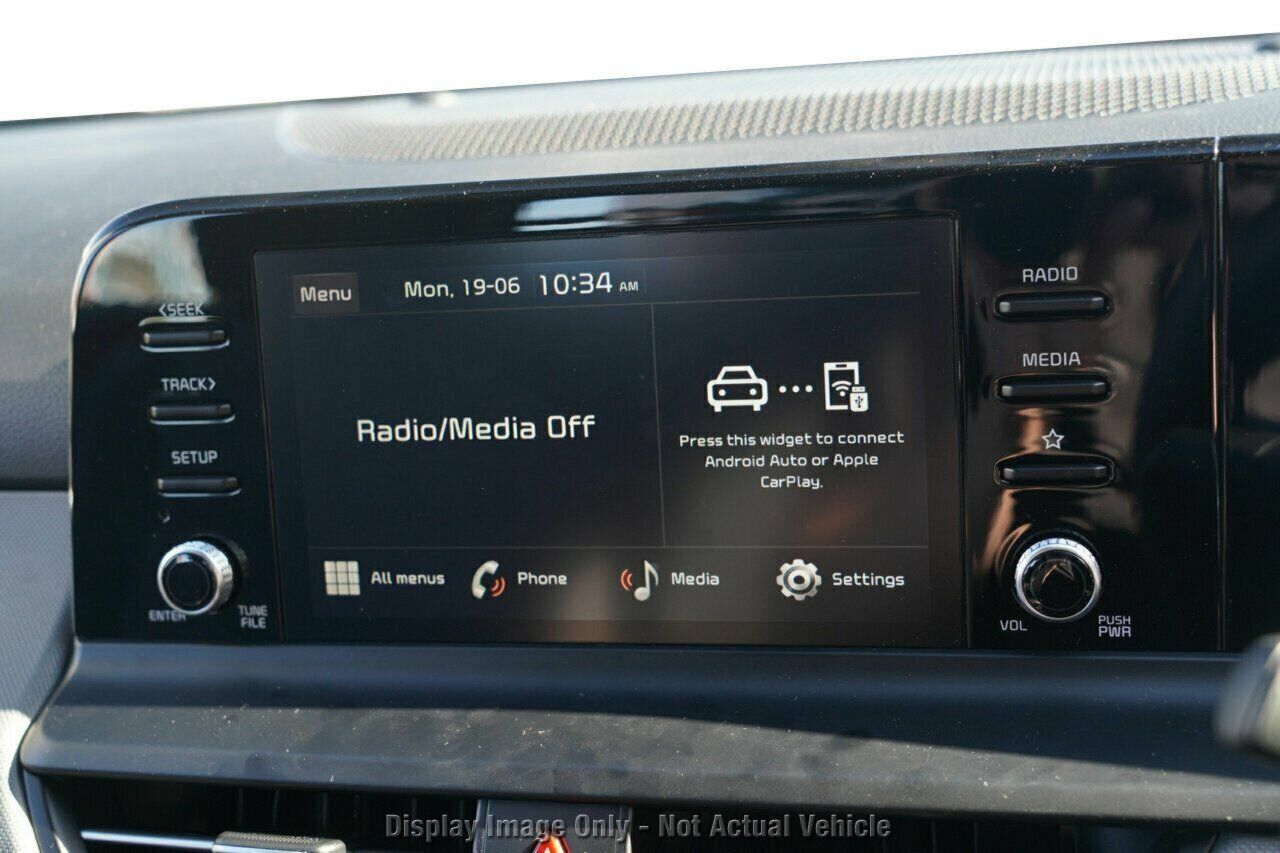 <SEEK
TRACK>
SETUP
ENTER
TUNE
FILE
Menu
Mon, 19-06
10:34 AM
Radio/Media Off
Press this widget to connect
Android Auto or Apple
CarPlay.
All menus
Phone
Media
Settings
RADIO
MEDIA
VOL
PUSH
PWR
Display Image Only - Not Actual Vehicle